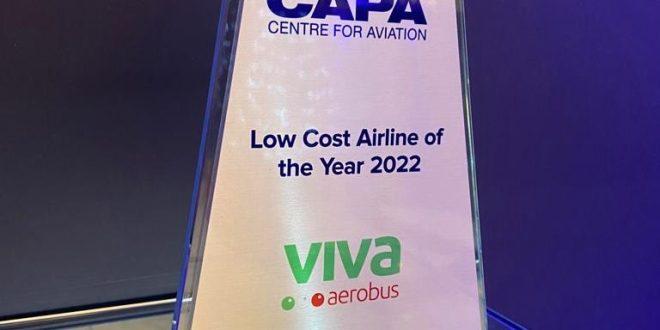 CAPA
CENTRE FOR AVIATION
Low Cost Airline of
the Year 2022
viva
aerobus